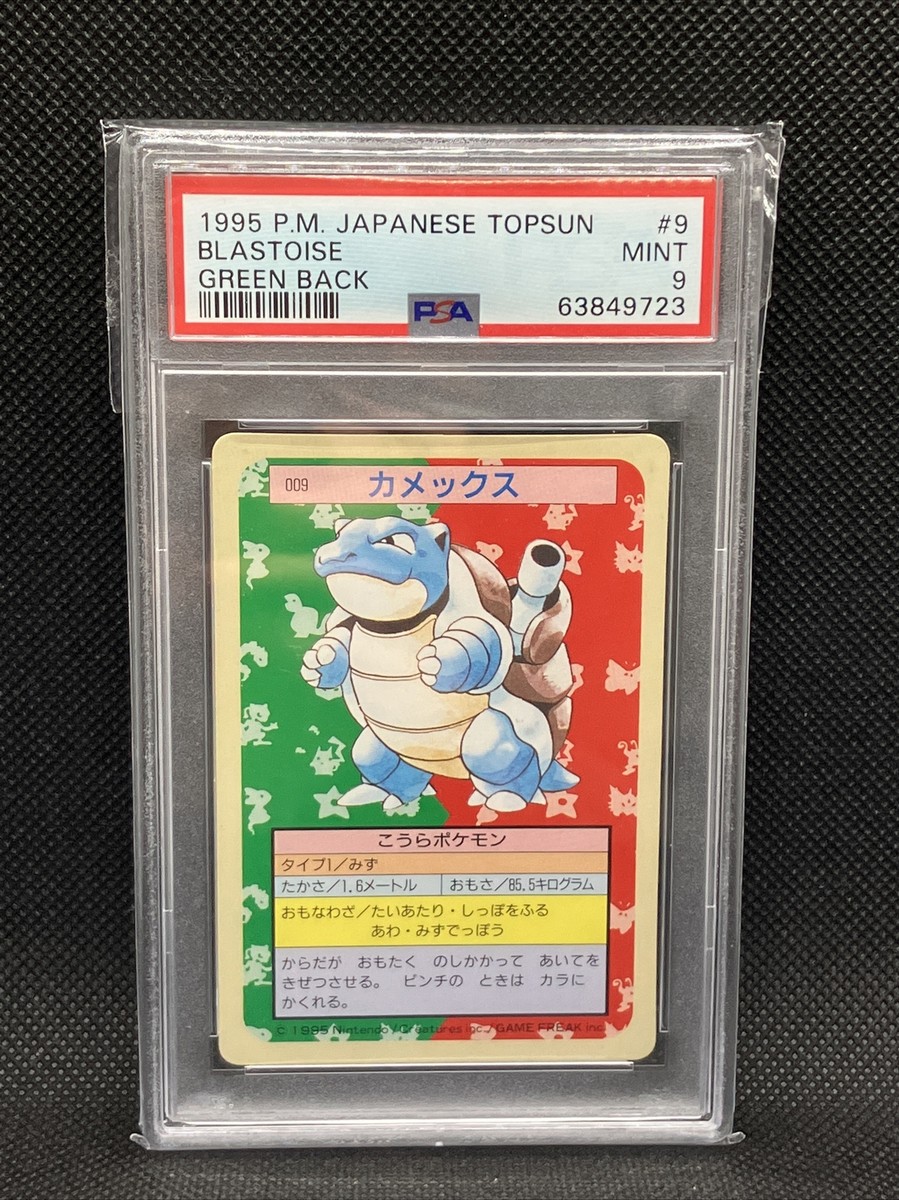 1995 P.M. JAPANESE TOPSUN #9
BLASTOISE MINT
GREEN BACK 9
PSA 63849723
009 カメックス
こうらポケモン
タイプ1/みず
たかさ/1.6メートル おもさ/85.5キログラム
おもなわざ/たいあたり・しっぽをふる
あわ・みずでっぽう
からだが おもたく のしかかって あいてを
きぜつさせる。 ピンチの ときは カラに
かくれる。
© 1995 Nintendo/Creatures inc./GAME FREAK inc.